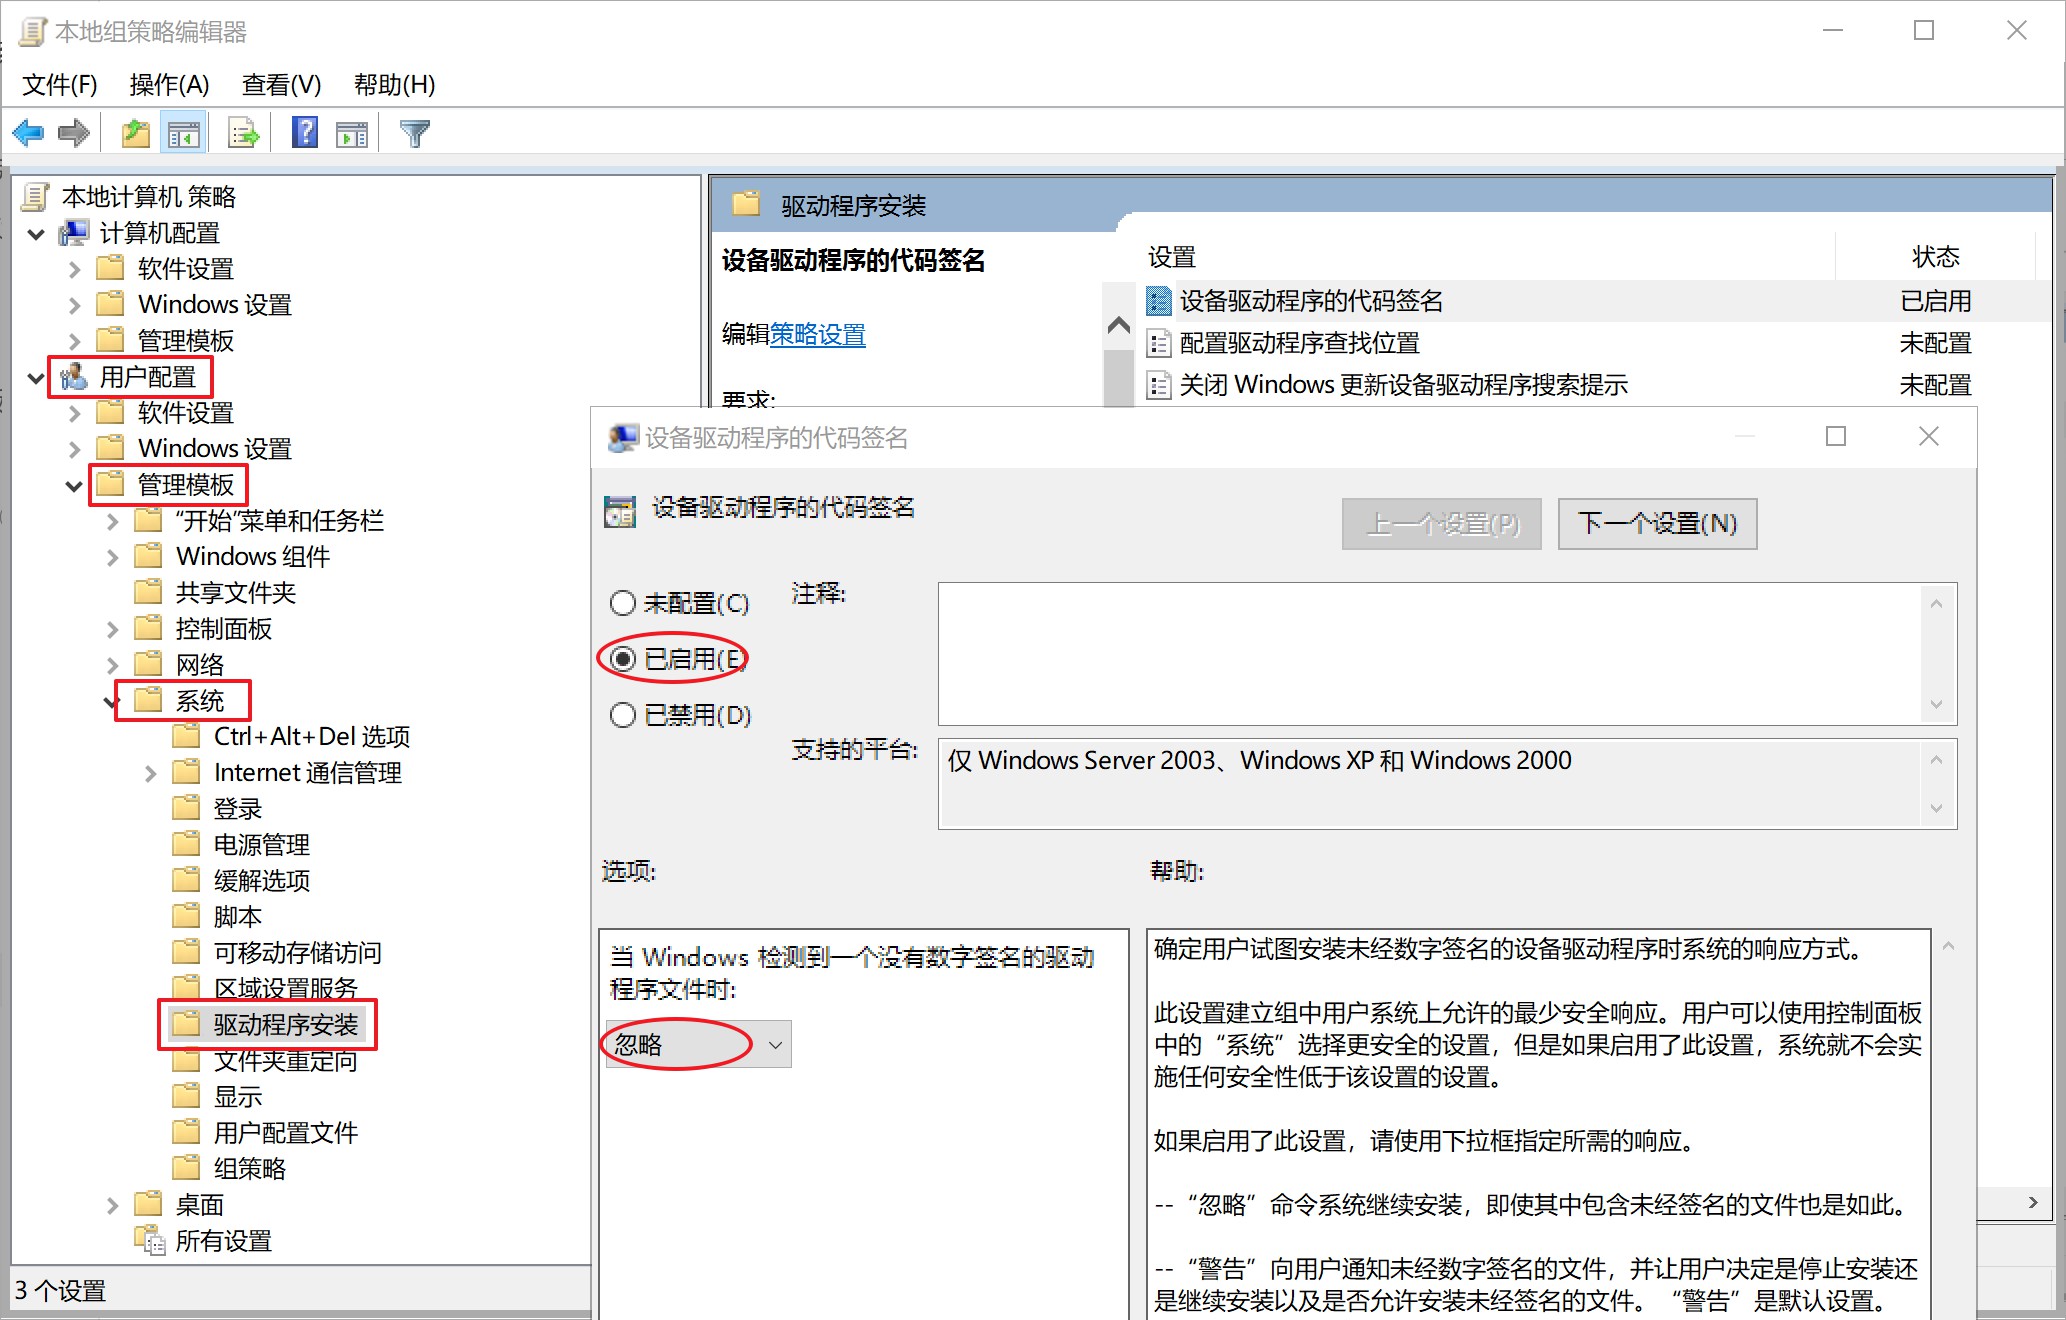 本地组策略编辑器
文件(F) 操作(A) 查看(V) 帮助(H)
本地计算机 策略
计算机配置
软件设置
Windows 设置
管理模板
用户配置
软件设置
Windows 设置
管理模板
“开始”菜单和任务栏
Windows 组件
共享文件夹
控制面板
网络
系统
Ctrl+Alt+Del 选项
Internet 通信管理
登录
电源管理
缓解选项
脚本
可移动存储访问
区域设置服务
驱动程序安装
文件夹重定向
显示
用户配置文件
组策略
桌面
所有设置
3 个设置
驱动程序安装
设备驱动程序的代码签名
编辑策略设置
要求:
设置 状态
设备驱动程序的代码签名 已启用
配置驱动程序查找位置 未配置
关闭 Windows 更新设备驱动程序搜索提示 未配置
设备驱动程序的代码签名
设备驱动程序的代码签名
上一个设置(P) 下一个设置(N)
未配置(C)
已启用(E)
已禁用(D)
注释:
支持的平台:
仅 Windows Server 2003、Windows XP 和 Windows 2000
选项:
当 Windows 检测到一个没有数字签名的驱动
程序文件时:
忽略
帮助:
确定用户试图安装未经数字签名的设备驱动程序时系统的响应方式。
此设置建立组中用户系统上允许的最少安全响应。用户可以使用控制面板
中的“系统”选择更安全的设置，但是如果启用了此设置，系统就不会实
施任何安全性低于该设置的设置。
如果启用了此设置，请使用下拉框指定所需的响应。
--“忽略”命令系统继续安装，即使其中包含未经签名的文件也是如此。
--“警告”向用户通知未经数字签名的文件，并让用户决定是停止安装还
是继续安装以及是否允许安装未经签名的文件。“警告”是默认设置。